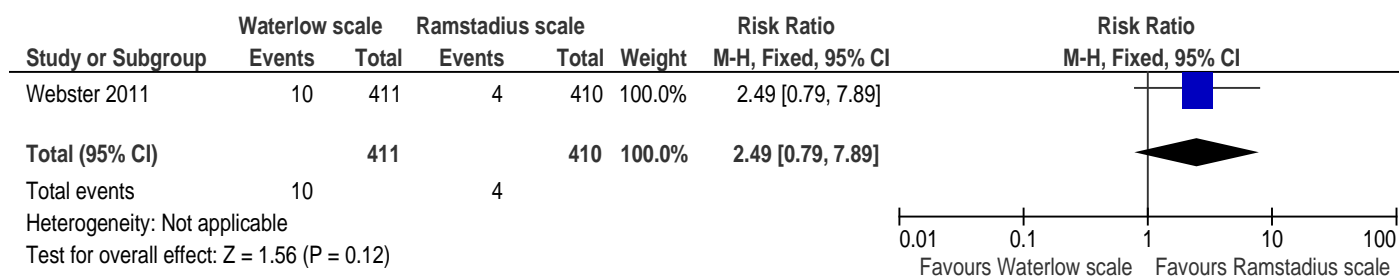 Waterlow scale Ramstadius scale Risk Ratio Risk Ratio
Study or Subgroup Events Total Events Total Weight M-H, Fixed, 95% CI M-H, Fixed, 95% CI
Webster 2011 10 411 4 410 100.0% 2.49 [0.79, 7.89]
Total (95% CI) 411 410 100.0% 2.49 [0.79, 7.89]
Total events 10 4
Heterogeneity: Not applicable
Test for overall effect: Z = 1.56 (P = 0.12)
0.01 0.1 1 10 100
Favours Waterlow scale Favours Ramstadius scale